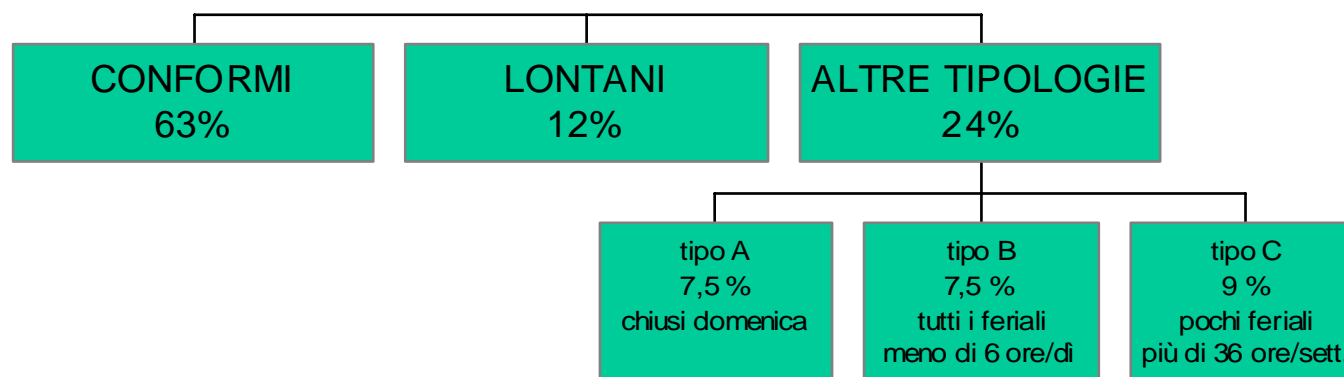 CONFORMI
63%
LONTANI
12%
ALTRE TIPOLOGIE
24%
tipo A
7,5 %
chiusi domenica
tipo B
7,5 %
tutti i feriali
meno di 6 ore/dì
tipo C
9 %
pochi feriali
più di 36 ore/sett